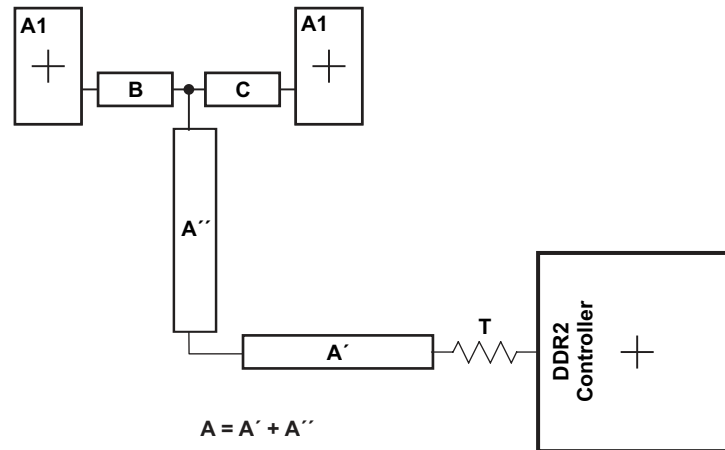 A1
A1
B
C
A´´
T
DDR2
Controller
A´
A = A´ + A´´